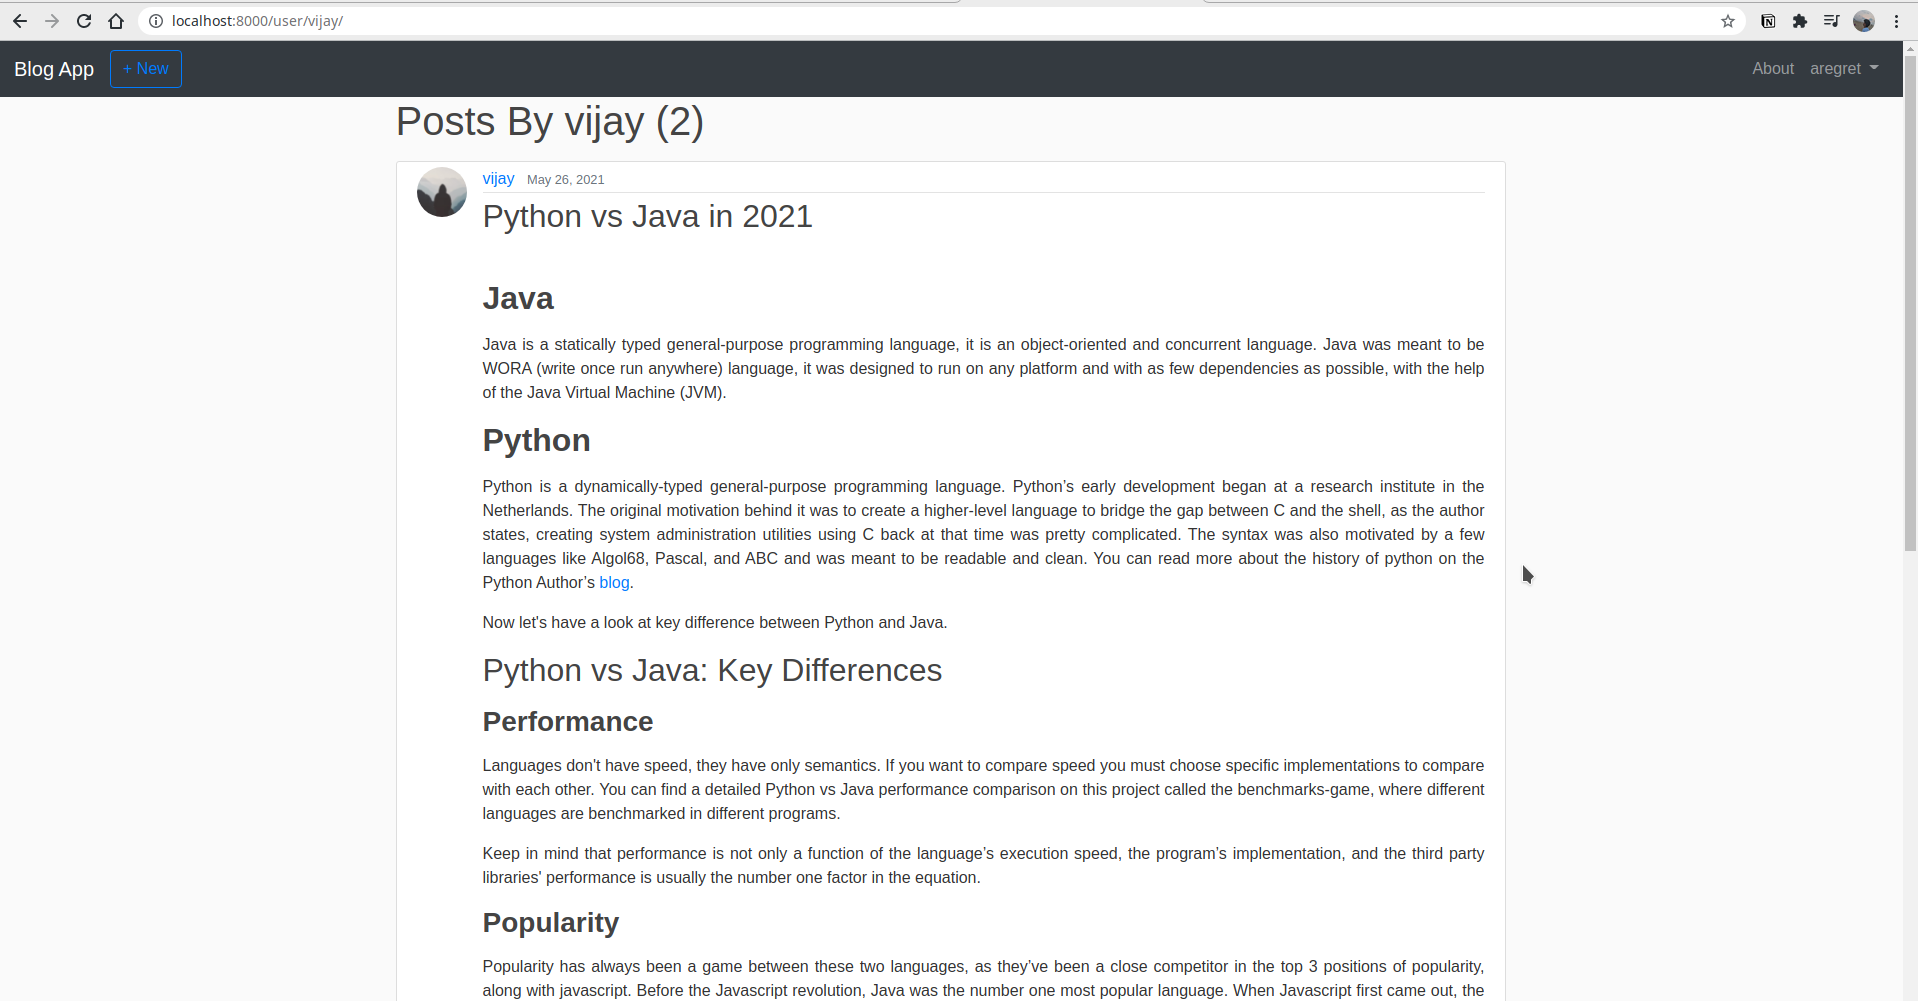 localhost:8000/user/vijay/
Blog App + New About aregret
Posts By vijay (2)
vijay May 26, 2021
Python vs Java in 2021
Java
Java is a statically typed general-purpose programming language, it is an object-oriented and concurrent language. Java was meant to be
WORA (write once run anywhere) language, it was designed to run on any platform and with as few dependencies as possible, with the help
of the Java Virtual Machine (JVM).
Python
Python is a dynamically-typed general-purpose programming language. Python’s early development began at a research institute in the
Netherlands. The original motivation behind it was to create a higher-level language to bridge the gap between C and the shell, as the author
states, creating system administration utilities using C back at that time was pretty complicated. The syntax was also motivated by a few
languages like Algol68, Pascal, and ABC and was meant to be readable and clean. You can read more about the history of python on the
Python Author’s blog.
Now let's have a look at key difference between Python and Java.
Python vs Java: Key Differences
Performance
Languages don't have speed, they have only semantics. If you want to compare speed you must choose specific implementations to compare
with each other. You can find a detailed Python vs Java performance comparison on this project called the benchmarks-game, where different
languages are benchmarked in different programs.
Keep in mind that performance is not only a function of the language’s execution speed, the program’s implementation, and the third party
libraries' performance is usually the number one factor in the equation.
Popularity
Popularity has always been a game between these two languages, as they’ve been a close competitor in the top 3 positions of popularity,
along with javascript. Before the Javascript revolution, Java was the number one most popular language. When Javascript first came out, the